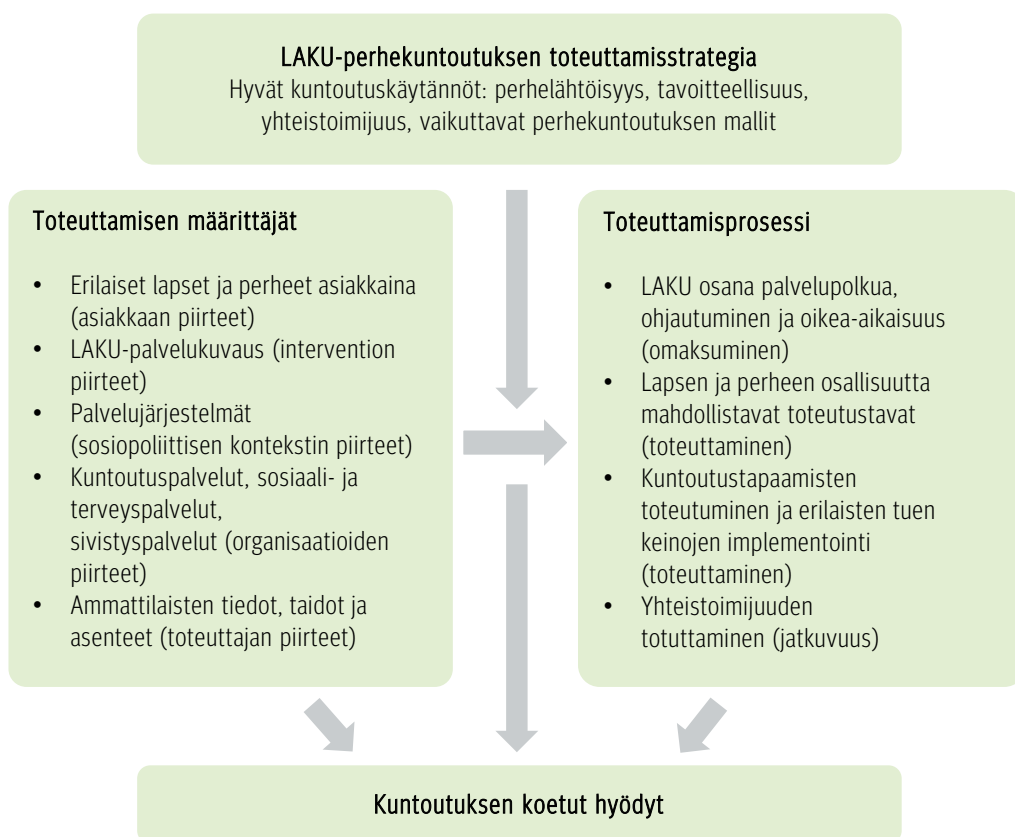 LAKU-perhekuntoutuksen toteuttamisstrategia
Hyvät kuntoutuskäytännöt: perhelähtöisyys, tavoitteellisuus,
yhteistoimijuus, vaikuttavat perhekuntoutuksen mallit
Toteuttamisen määrittäjät
• Erilaiset lapset ja perheet asiakkaina
(asiakkaan piirteet)
• LAKU-palvelukuvaus (intervention
piirteet)
• Palvelujärjestelmät
(sosiopoliittisen kontekstin piirteet)
• Kuntoutuspalvelut, sosiaali- ja
terveyspalvelut,
sivistyspalvelut (organisaatioiden
piirteet)
• Ammattilaisten tiedot, taidot ja
asenteet (toteuttajan piirteet)
Toteuttamisprosessi
• LAKU osana palvelupolkua,
ohjautuminen ja oikea-aikaisuus
(omaksuminen)
• Lapsen ja perheen osallisuutta
mahdollistavat toteutustavat
(toteuttaminen)
• Kuntoutustapaamisten
toteutuminen ja erilaisten tuen
keinojen implementointi
(toteuttaminen)
• Yhteistoimijuuden
totuttaminen (jatkuvuus)
Kuntoutuksen koetut hyödyt